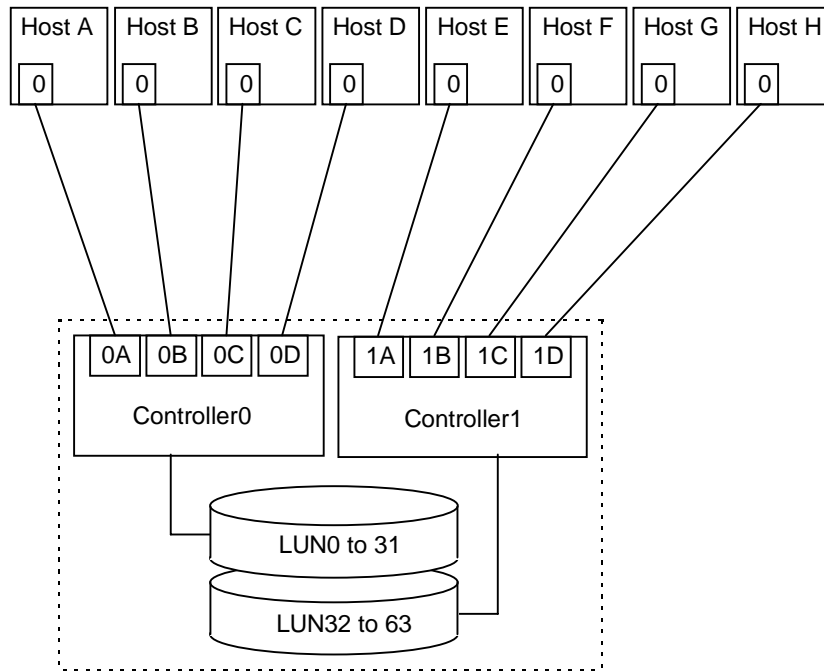 Host A Host B Host C Host D Host E Host F Host G Host H
0 0 0 0 0 0 0 0
0A 0B 0C 0D 1A 1B 1C 1D
Controller0 Controller1
LUN0 to 31
LUN32 to 63